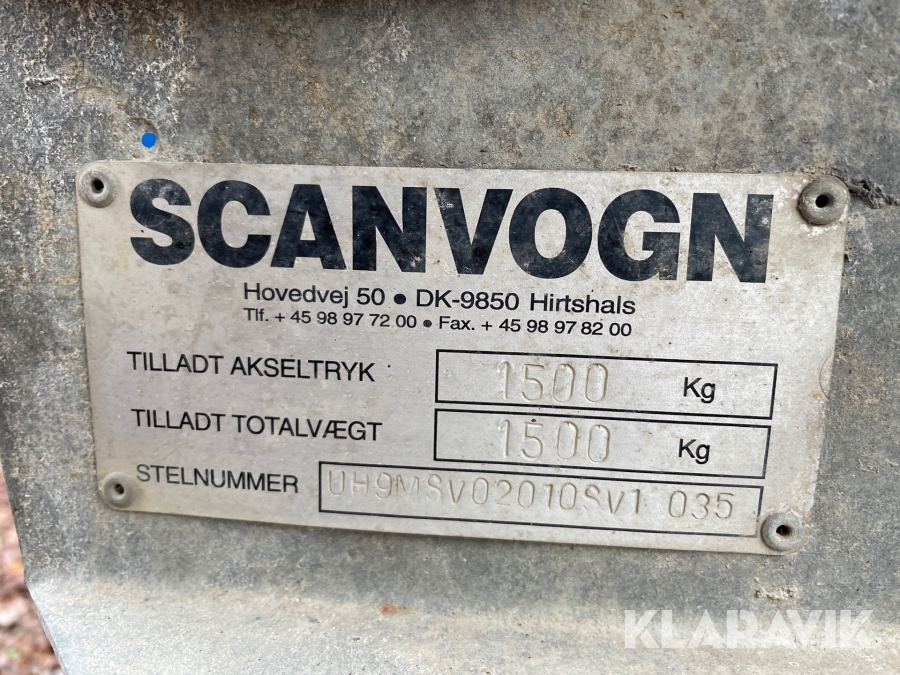 SCANVOGN
Hovedvej 50 • DK-9850 Hirtshals
Tlf. + 45 98 97 72 00 • Fax. + 45 98 97 82 00
TILLADT AKSELTRYK 1500 Kg
TILLADT TOTALVÆGT 1500 Kg
STELNUMMER UH9MSV02010SV1 035
KLARAVIK